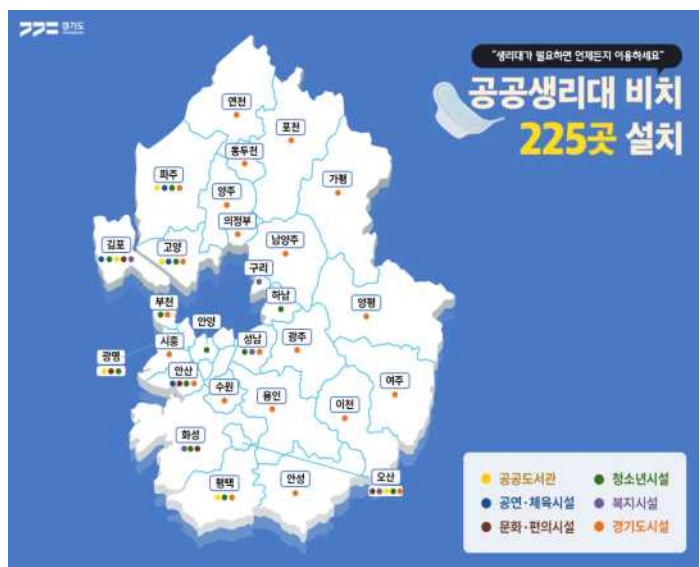 경기도
"생리대가 필요하면 언제든지 이용하세요"
공공생리대 비치
225곳 설치
연천
포천
동두천
파주
가평
양주
의정부
김포
고양
남양주
구리
하남
양평
부천
안양
시흥
성남
광주
광명
안산
수원
용인
이천
여주
화성
오산
평택
안성
공공도서관
청소년시설
공연·체육시설
복지시설
문화·편의시설
경기도시설